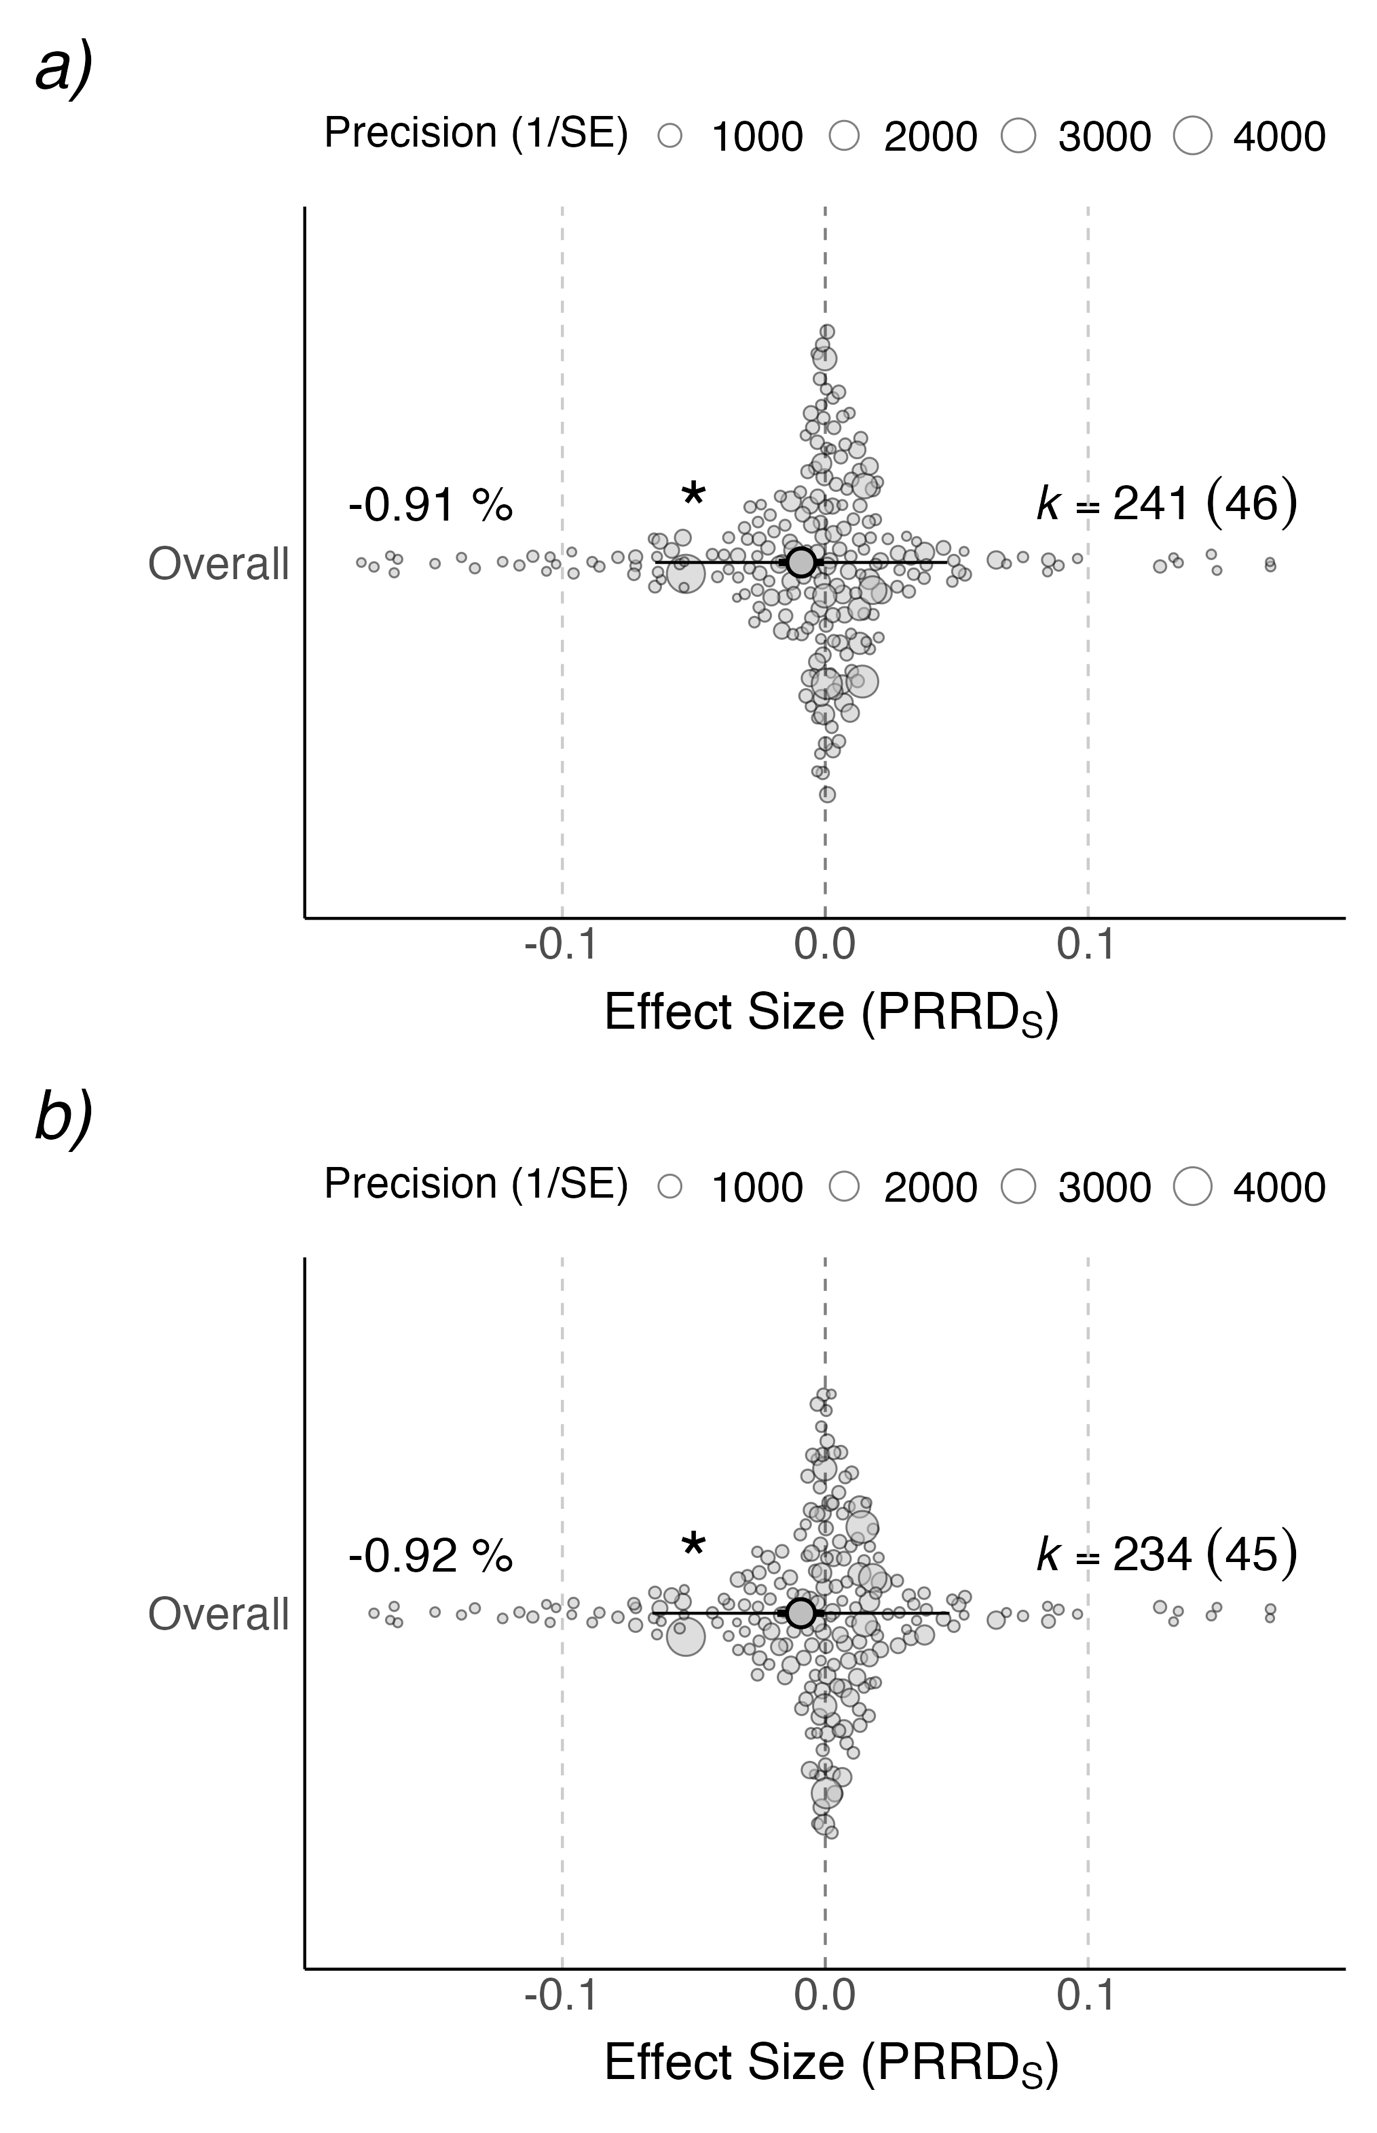 a)
Precision (1/SE) 1000 2000 3000 4000
-0.91 % * k = 241 (46)
Overall
-0.1 0.0 0.1
Effect Size (PRRDS)
b)
Precision (1/SE) 1000 2000 3000 4000
-0.92 % * k = 234 (45)
Overall
-0.1 0.0 0.1
Effect Size (PRRDS)